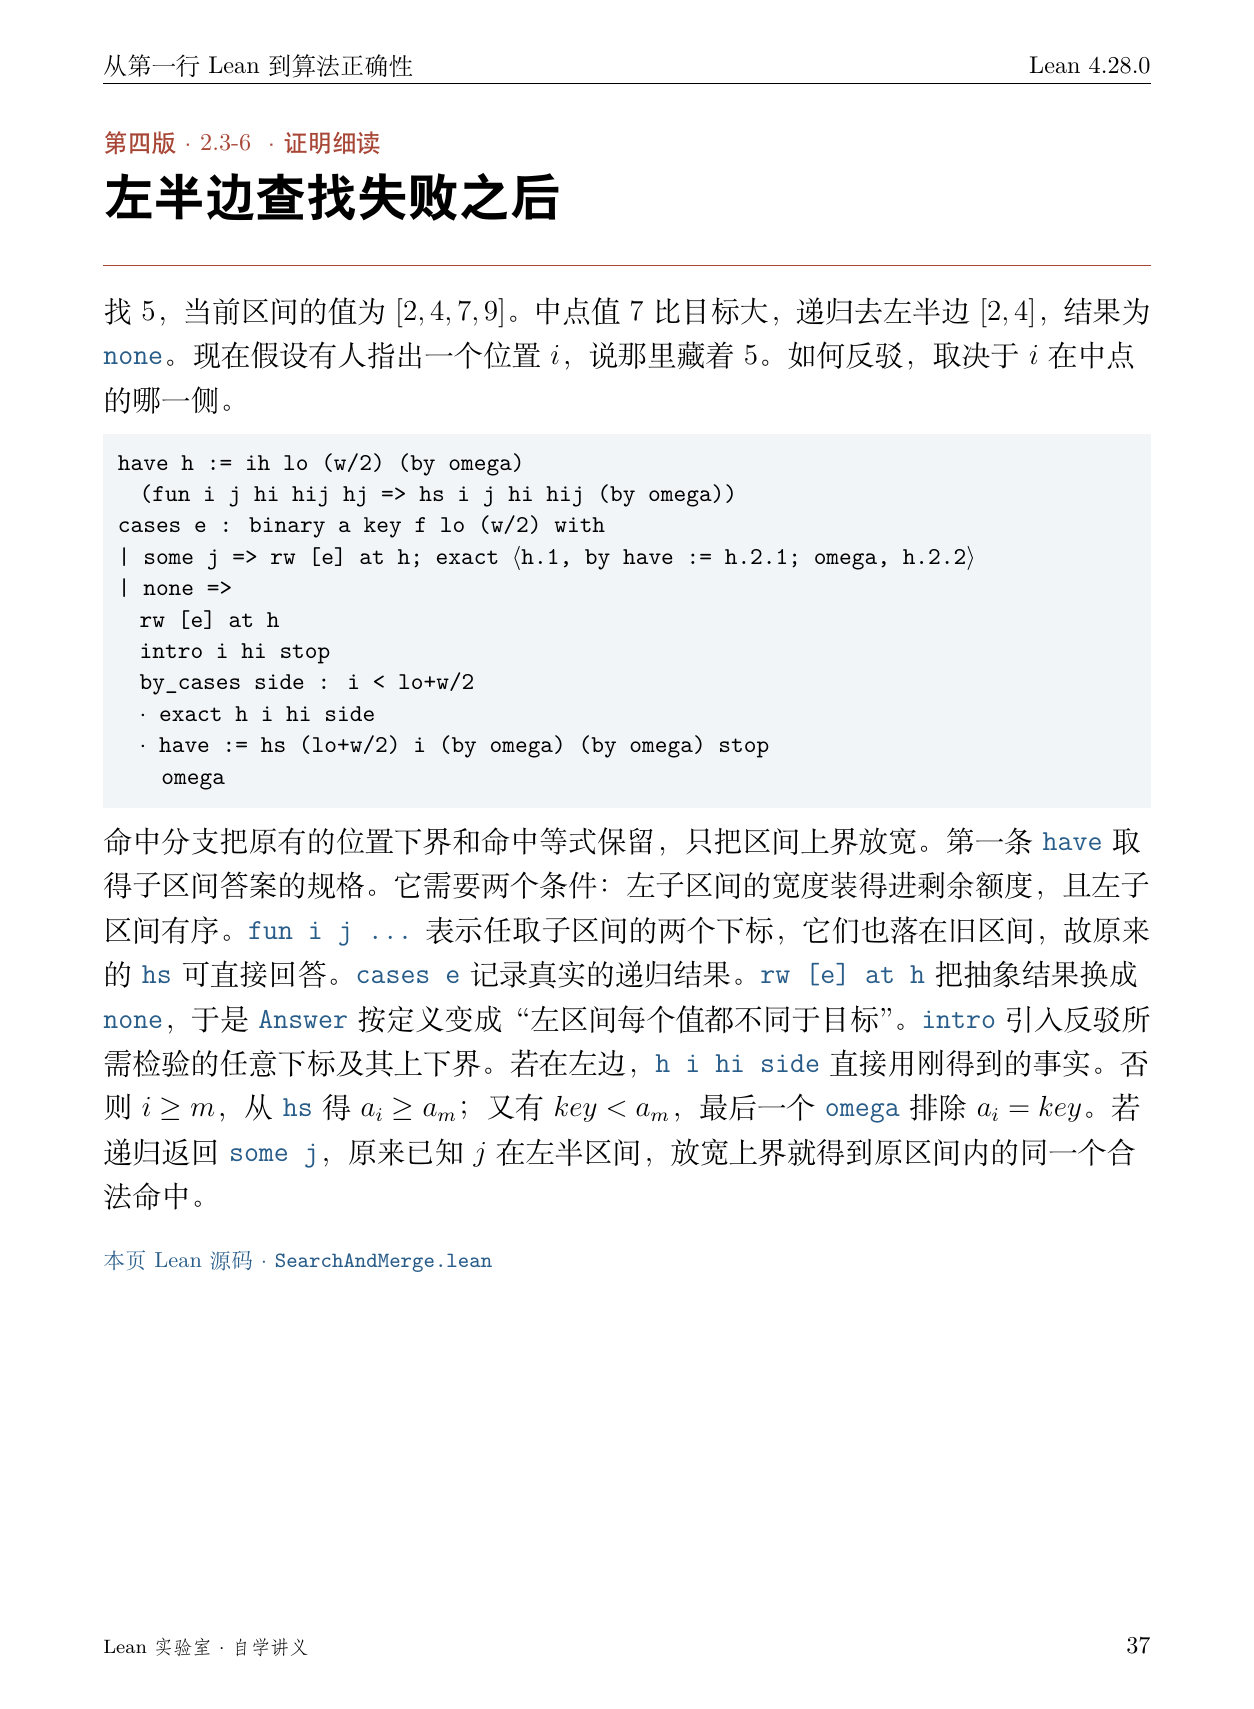 从第一行 Lean 到算法正确性
Lean 4.28.0
第四版 · 2.3-6 · 证明细读
左半边查找失败之后
找 5，当前区间的值为 [2, 4, 7, 9]。中点值 7 比目标大，递归去左半边 [2, 4]，结果为
none。现在假设有人指出一个位置 i，说那里藏着 5。如何反驳，取决于 i 在中点
的哪一侧。
have h := ih lo (w/2) (by omega)
  (fun i j hi hij hj => hs i j hi hij (by omega))
cases e : binary a key f lo (w/2) with
| some j => rw [e] at h; exact ⟨h.1, by have := h.2.1; omega, h.2.2⟩
| none =>
  rw [e] at h
  intro i hi stop
  by_cases side : i < lo+w/2
  · exact h i hi side
  · have := hs (lo+w/2) i (by omega) (by omega) stop
    omega
命中分支把原有的位置下界和命中等式保留，只把区间上界放宽。第一条 have 取
得子区间答案的规格。它需要两个条件：左子区间的宽度装得进剩余额度，且左子
区间有序。fun i j ... 表示任取子区间的两个下标，它们也落在旧区间，故原来
的 hs 可直接回答。cases e 记录真实的递归结果。rw [e] at h 把抽象结果换成
none，于是 Answer 按定义变成 “左区间每个值都不同于目标”。intro 引入反驳所
需检验的任意下标及其上下界。若在左边，h i hi side 直接用刚得到的事实。否
则 i ≥ m，从 hs 得 aᵢ ≥ aₘ；又有 key < aₘ，最后一个 omega 排除 aᵢ = key。若
递归返回 some j，原来已知 j 在左半区间，放宽上界就得到原区间内的同一个合
法命中。
本页 Lean 源码 · SearchAndMerge.lean
Lean 实验室 · 自学讲义
37